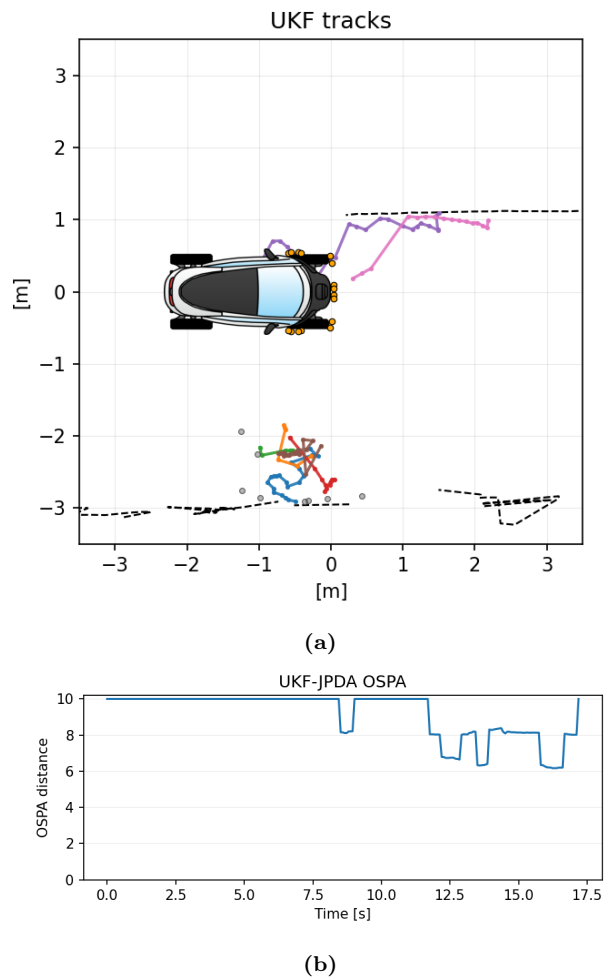 UKF tracks
3
2
1
0
−1
−2
−3
[m]
−3 −2 −1 0 1 2 3
[m]
(a)
UKF-JPDA OSPA
10
8
6
4
2
0
OSPA distance
0.0 2.5 5.0 7.5 10.0 12.5 15.0 17.5
Time [s]
(b)